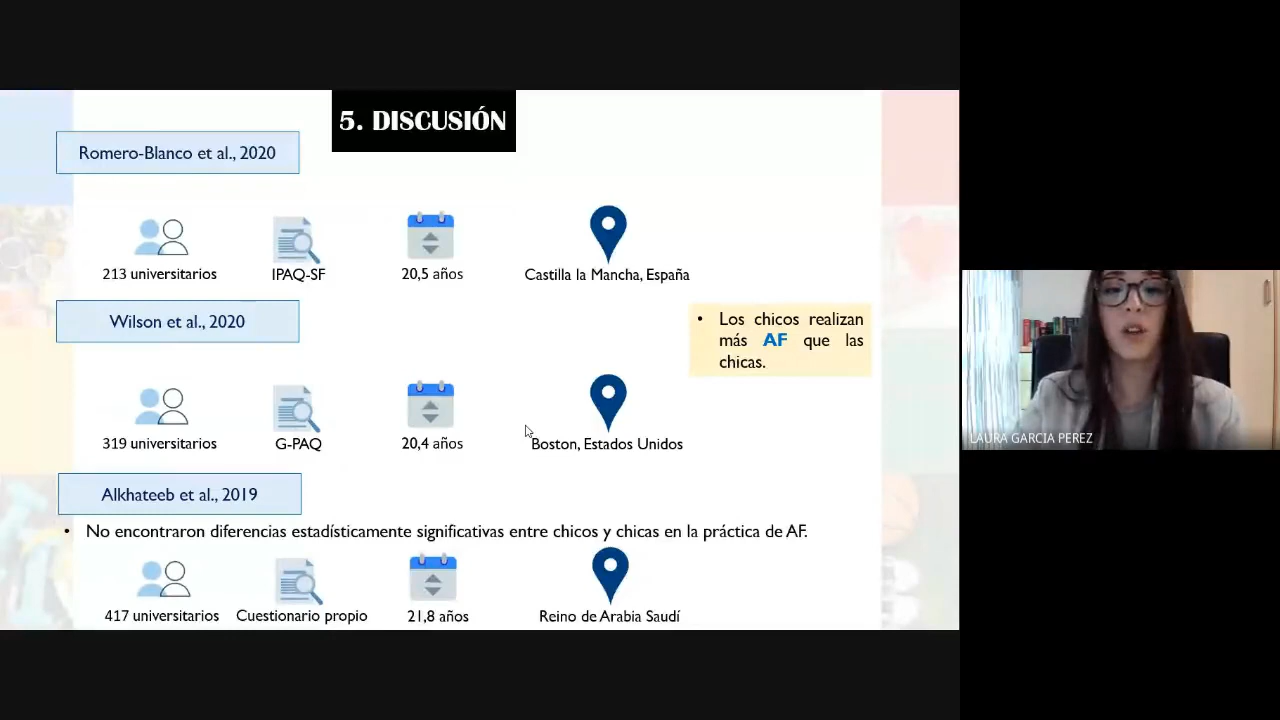 5. DISCUSIÓN
Romero-Blanco et al., 2020
213 universitarios
IPAQ-SF
20,5 años
Castilla la Mancha, España
Wilson et al., 2020
• Los chicos realizan
más AF que las
chicas.
319 universitarios
G-PAQ
20,4 años
Boston, Estados Unidos
Alkhateeb et al., 2019
• No encontraron diferencias estadísticamente significativas entre chicos y chicas en la práctica de AF.
417 universitarios
Cuestionario propio
21,8 años
Reino de Arabia Saudí
LAURA GARCIA PEREZ